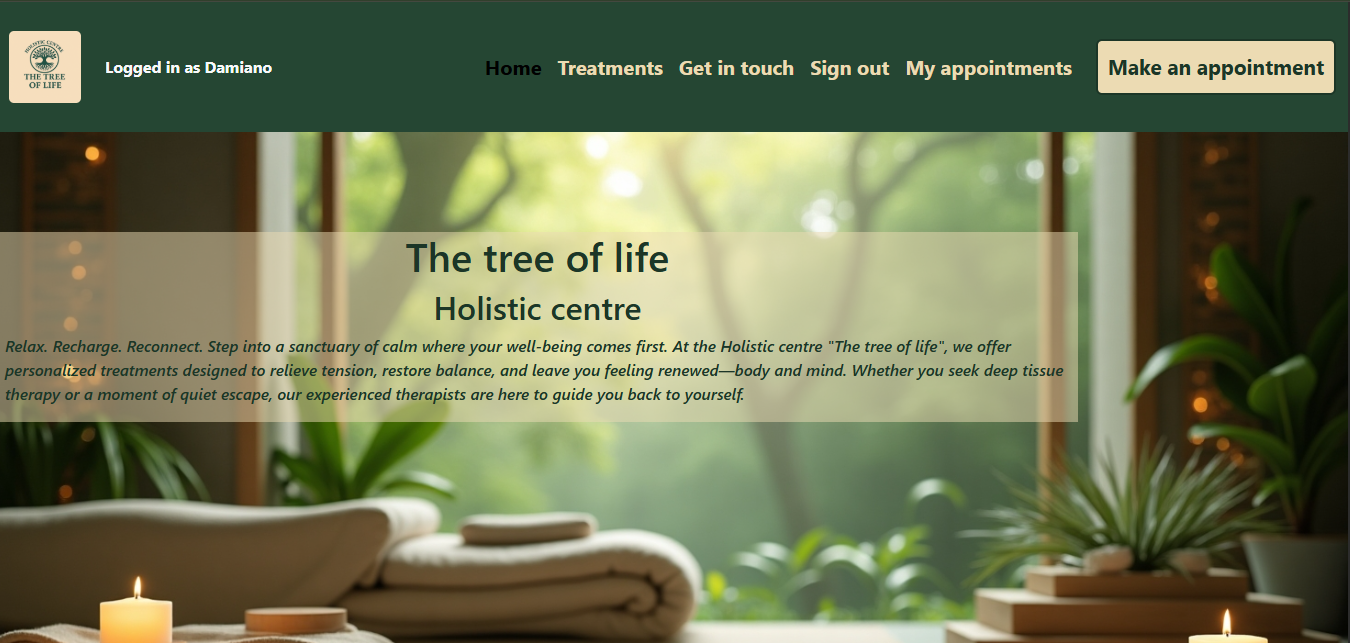 HOLISTIC CENTRE
THE TREE
OF LIFE
Logged in as Damiano
Home
Treatments
Get in touch
Sign out
My appointments
Make an appointment
The tree of life
Holistic centre
Relax. Recharge. Reconnect. Step into a sanctuary of calm where your well-being comes first. At the Holistic centre "The tree of life", we offer
personalized treatments designed to relieve tension, restore balance, and leave you feeling renewed—body and mind. Whether you seek deep tissue
therapy or a moment of quiet escape, our experienced therapists are here to guide you back to yourself.